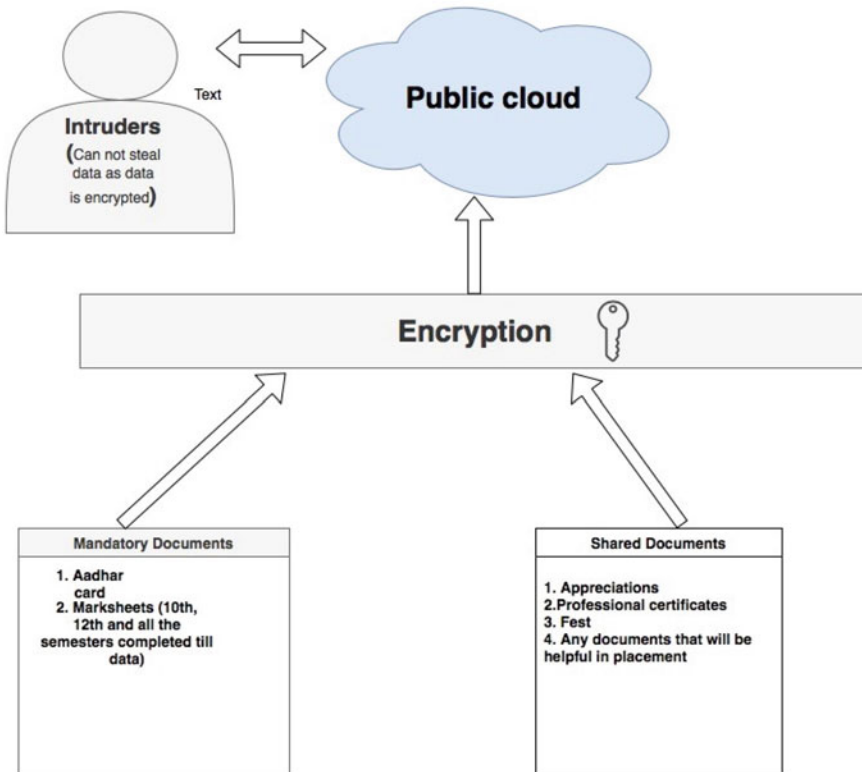 Public cloud
Text
Intruders
(Can not steal
data as data
is encrypted)
Encryption
Mandatory Documents
1. Aadhar
card
2. Marksheets (10th,
12th and all the
semesters completed till
data)
Shared Documents
1. Appreciations
2.Professional certificates
3. Fest
4. Any documents that will be
helpful in placement